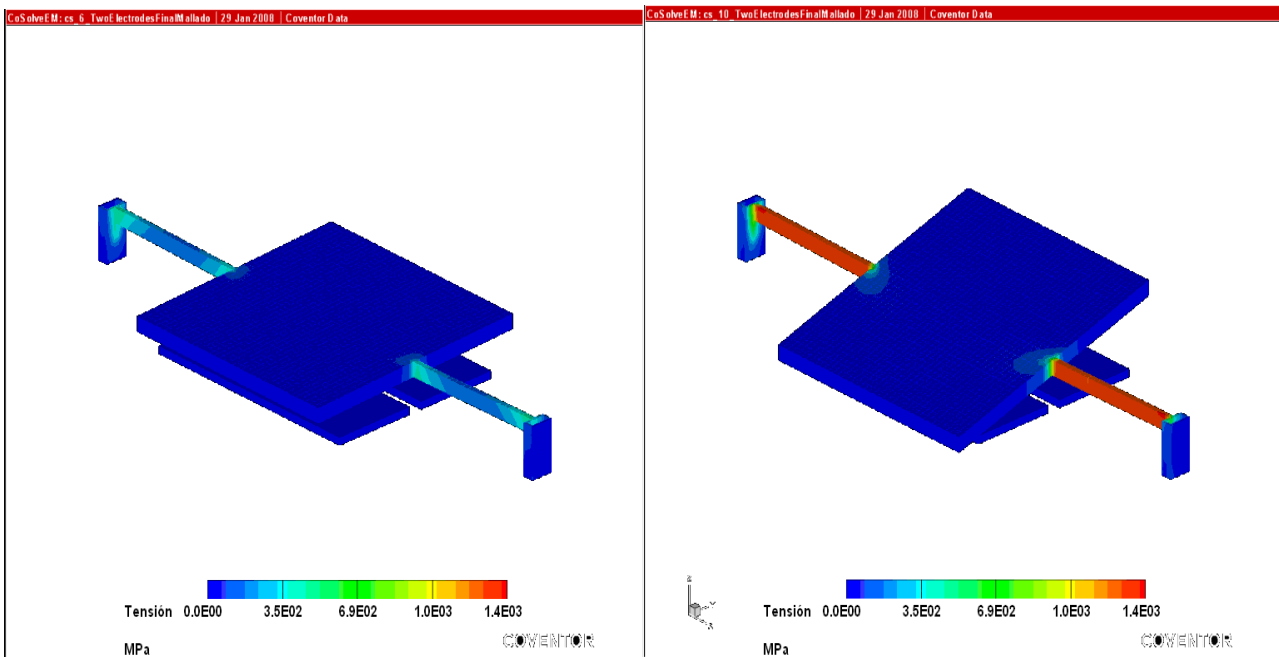 CoSolveEM: cs_6_TwoElectrodesFinalMallado | 29 Jan 2008 | Coventor Data
Tensión 0.0E00 3.5E02 6.9E02 1.0E03 1.4E03
MPa
COVENTOR
CoSolveEM: cs_10_TwoElectrodesFinalMallado | 29 Jan 2008 | Coventor Data
z
Y
X
Tensión 0.0E00 3.5E02 6.9E02 1.0E03 1.4E03
MPa
COVENTOR